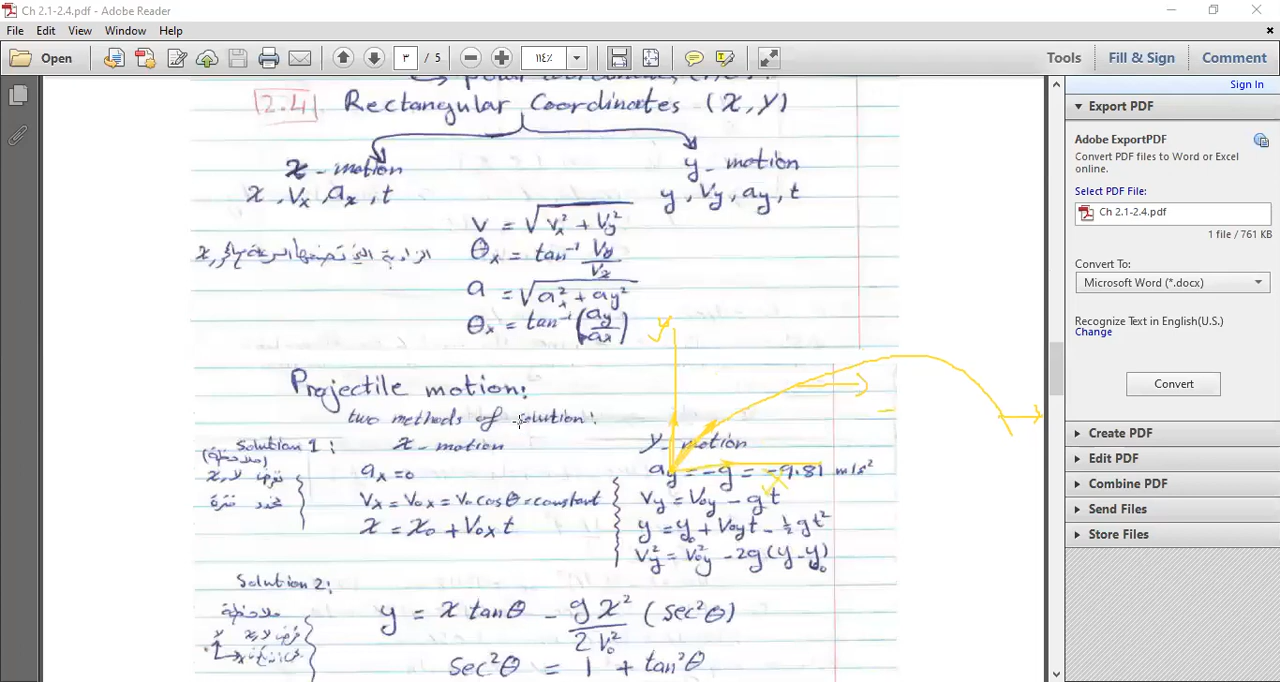 Ch 2.1-2.4.pdf - Adobe Reader
File Edit View Window Help
Open ٣ / 5 ١١٤٪ Tools Fill & Sign Comment
Sign In
Export PDF
Adobe ExportPDF
Convert PDF files to Word or Excel
online.
Select PDF File:
Ch 2.1-2.4.pdf
1 file / 761 KB
Convert To:
Microsoft Word (*.docx)
Recognize Text in English(U.S.)
Change
Convert
Create PDF
Edit PDF
Combine PDF
Send Files
Store Files
2.4 Rectangular Coordinates (x, y)
x - motion y - motion
x, Vx, ax, t y, Vy, ay, t
V = √(Vx² + Vy²)
θx = tan⁻¹ Vy/Vx
a = √(ax² + ay²)
θx = tan⁻¹ (ay/ax)
y
x
Projectile motion:
two methods of solution:
Solution 1: x - motion y - motion
ax = 0 ay = -g = -9.81 m/s²
Vx = Vox = Vo cosθ = constant Vy = Voy - gt
x = xo + Vox t y = yo + Voy t - ½gt²
Vy² = Voy² - 2g(y - yo)
Solution 2:
y = x tanθ - gx²/2Vo² (sec²θ)
sec²θ = 1 + tan²θ